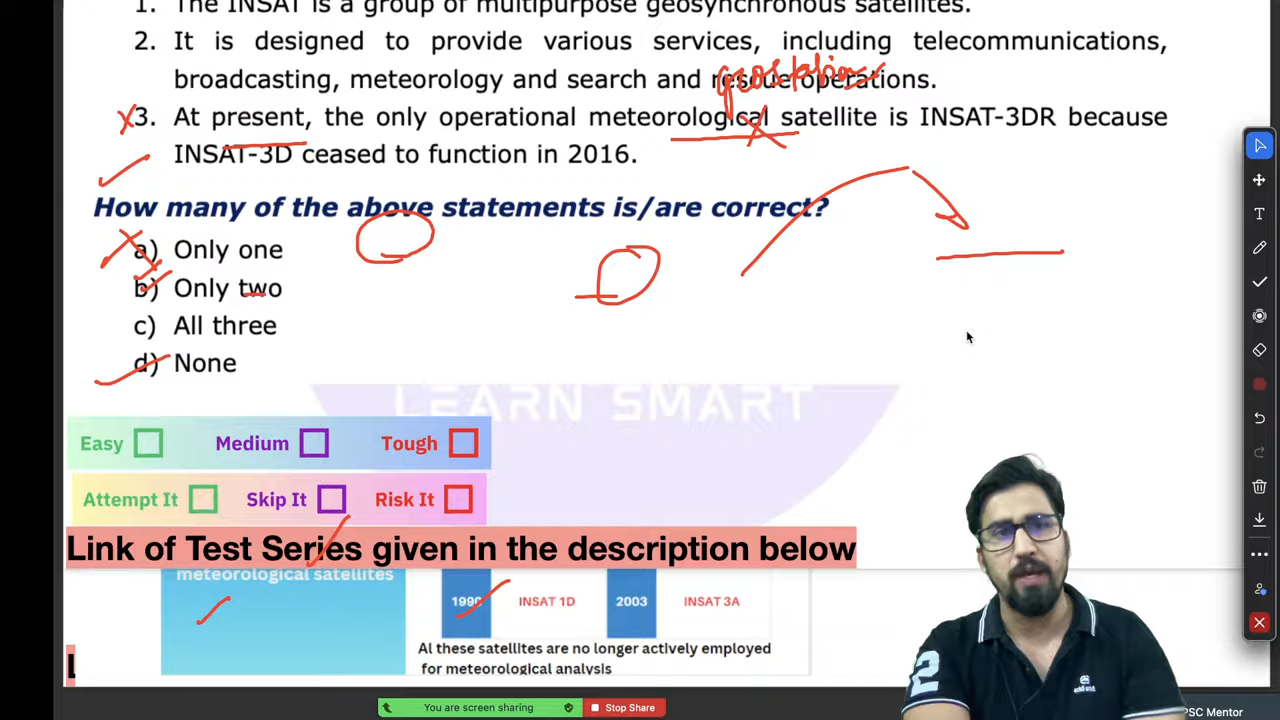 1. The INSAT is a group of multipurpose geosynchronous satellites.
2. It is designed to provide various services, including telecommunications,
broadcasting, meteorology and search and rescue operations.
geostation
3. At present, the only operational meteorological satellite is INSAT-3DR because
INSAT-3D ceased to function in 2016.
How many of the above statements is/are correct?
a) Only one
b) Only two
c) All three
d) None
LEARN SMART
Easy Medium Tough
Attempt It Skip It Risk It
Link of Test Series given in the description below
meteorological satellites
1990 INSAT 1D 2003 INSAT 3A
Al these satellites are no longer actively employed
for meteorological analysis
L
2
You are screen sharing Stop Share
PSC Mentor